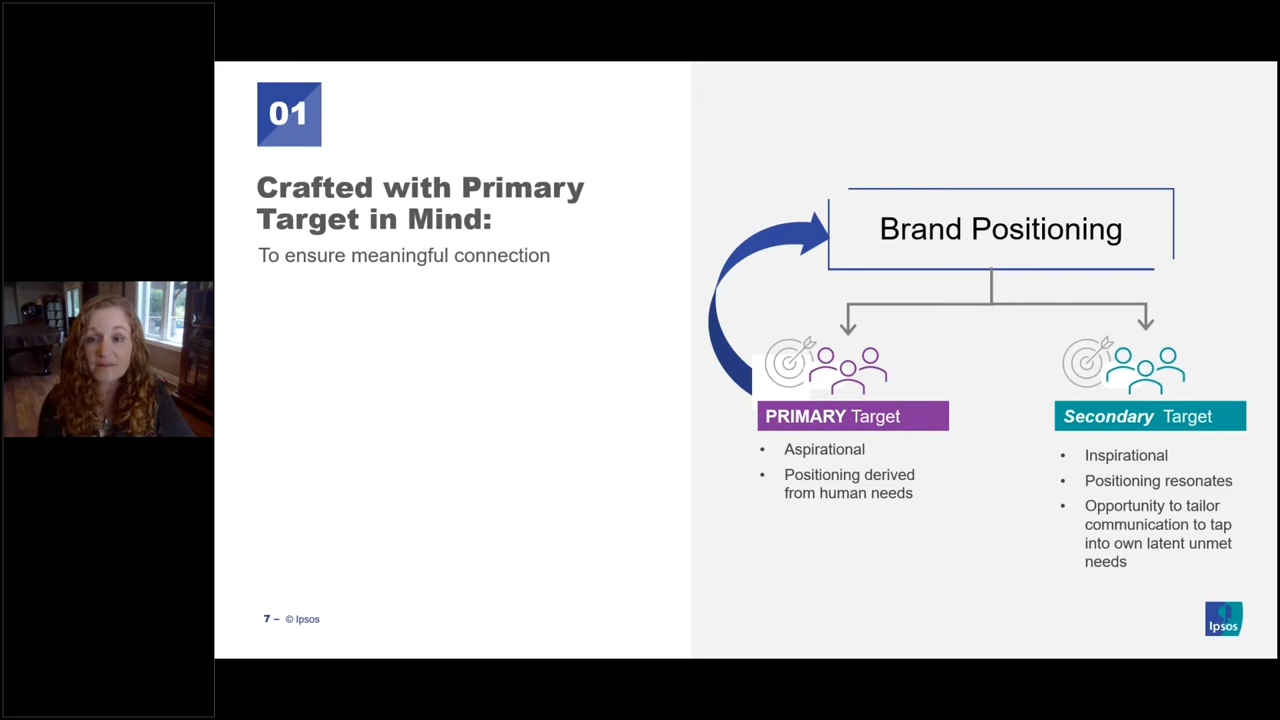 01
Crafted with Primary
Target in Mind:
To ensure meaningful connection
Brand Positioning
PRIMARY Target
• Aspirational
• Positioning derived
from human needs
Secondary Target
• Inspirational
• Positioning resonates
• Opportunity to tailor
communication to tap
into own latent unmet
needs
7 – © Ipsos
Ipsos